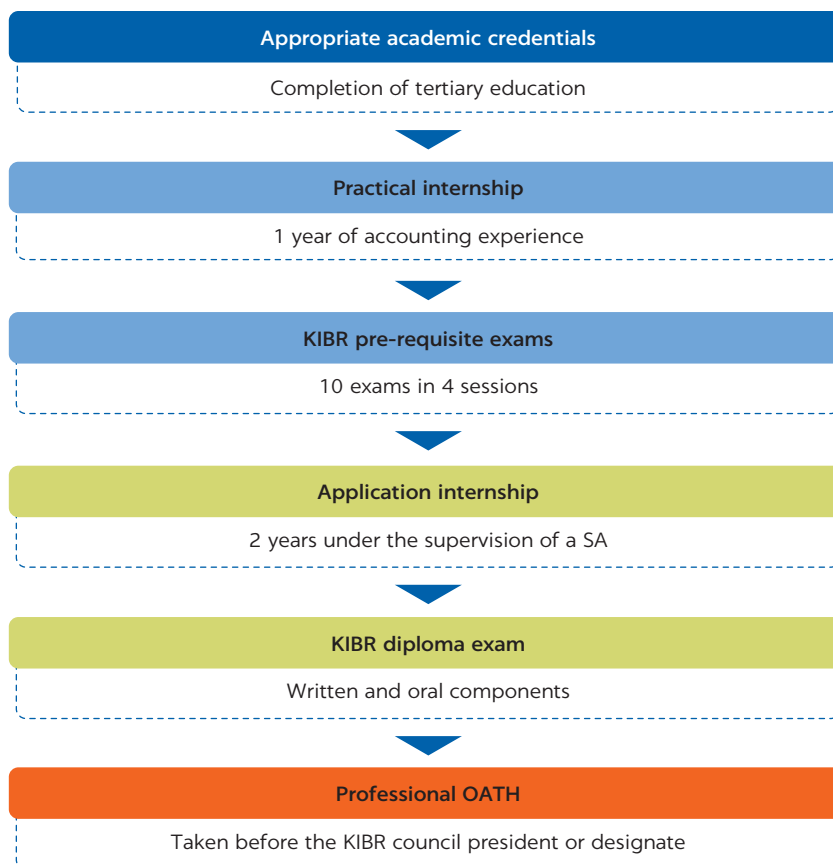 Appropriate academic credentials
Completion of tertiary education
Practical internship
1 year of accounting experience
KIBR pre-requisite exams
10 exams in 4 sessions
Application internship
2 years under the supervision of a SA
KIBR diploma exam
Written and oral components
Professional OATH
Taken before the KIBR council president or designate